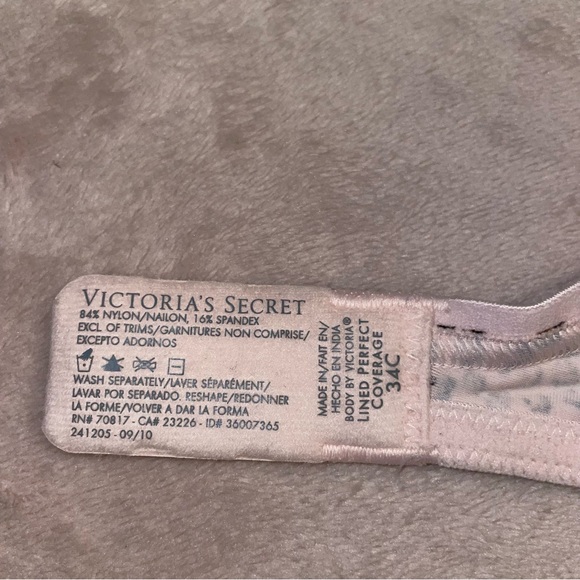 VICTORIA'S SECRET
84% NYLON/NAILON, 16% SPANDEX
EXCL OF TRIMS/GARNITURES NON COMPRISE/
EXCEPTO ADORNOS
WASH SEPARATELY/LAVER SÉPARÉMENT/
LAVAR POR SEPARADO. RESHAPE/REDONNER
LA FORME/VOLVER A DAR LA FORMA
RN# 70817 - CA# 23226 - ID# 36007365
241205 - 09/10
MADE IN/FAIT EN/
HECHO EN INDIA
BODY BY VICTORIA®
LINED PERFECT
COVERAGE
34C